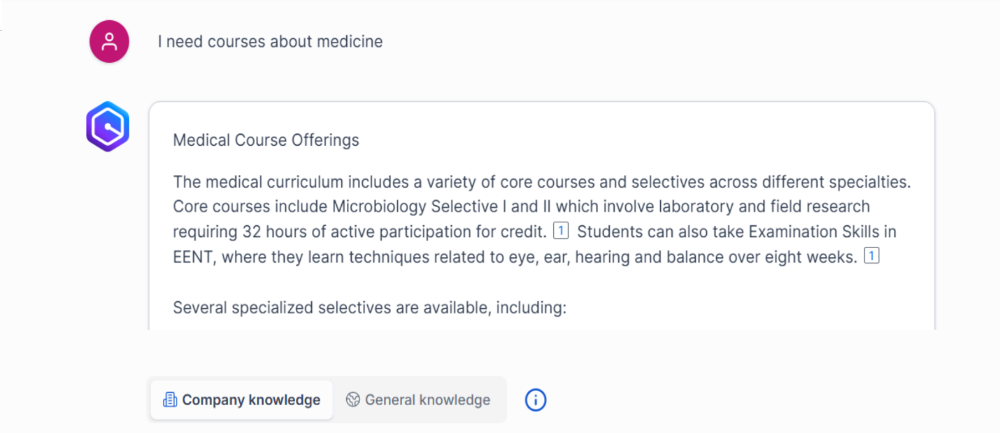 I need courses about medicine
Medical Course Offerings
The medical curriculum includes a variety of core courses and selectives across different specialties.
Core courses include Microbiology Selective I and II which involve laboratory and field research
requiring 32 hours of active participation for credit. 1 Students can also take Examination Skills in
EENT, where they learn techniques related to eye, ear, hearing and balance over eight weeks. 1
Several specialized selectives are available, including:
Company knowledge General knowledge